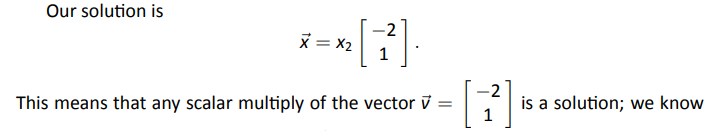 Our solution is
x⃗ = x₂ [ −2 1 ] .
This means that any scalar multiply of the vector v⃗ = [ −2 1 ] is a solution; we know